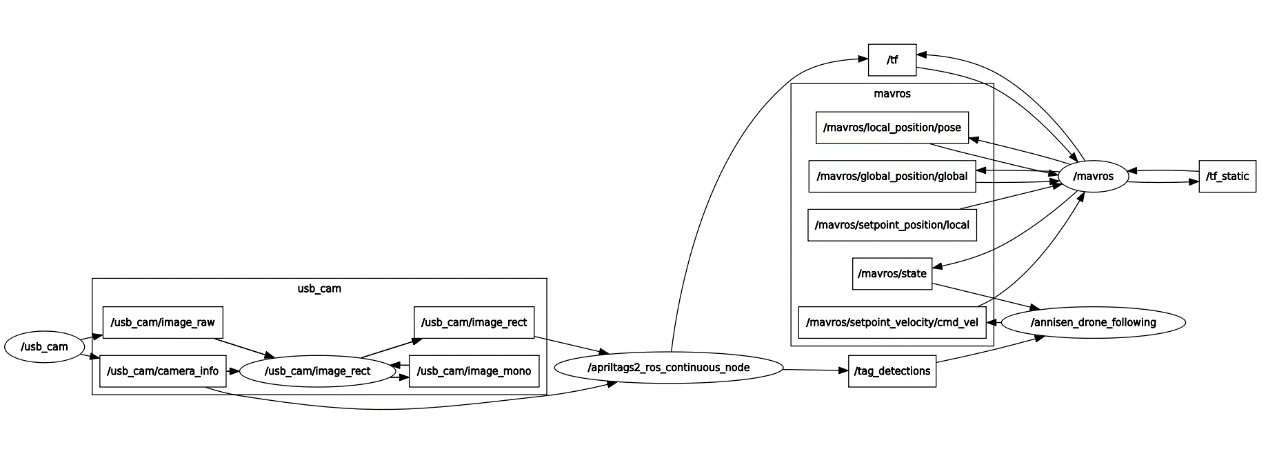 /tf
mavros
/mavros/local_position/pose
/mavros/global_position/global
/mavros
/tf_static
/mavros/setpoint_position/local
/mavros/state
usb_cam
/usb_cam/image_raw
/usb_cam/image_rect
/mavros/setpoint_velocity/cmd_vel
/annisen_drone_following
/usb_cam
/usb_cam/camera_info
/usb_cam/image_rect
/usb_cam/image_mono
/apriltags2_ros_continuous_node
/tag_detections